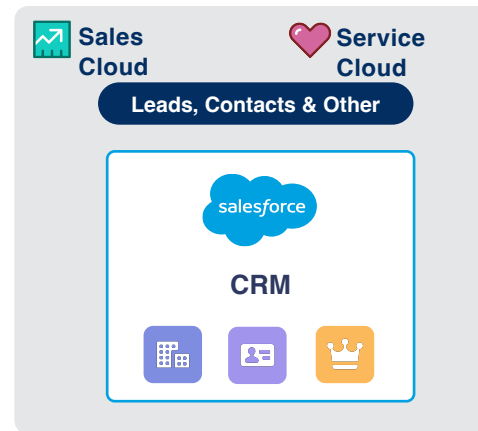 Sales
Cloud
Service
Cloud
Leads, Contacts & Other
salesforce
CRM